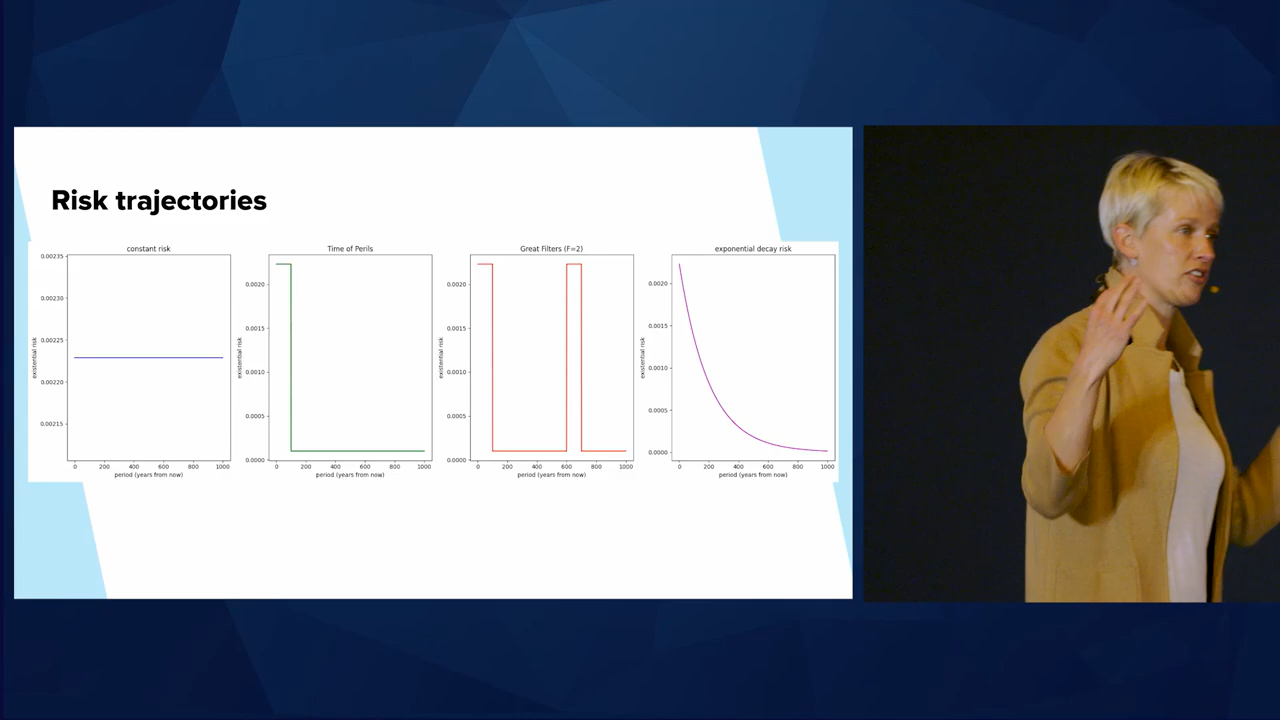 Risk trajectories
constant risk
0.00235
0.00230
0.00225
0.00220
0.00215
existential risk
0 200 400 600 800 1000
period (years from now)
Time of Perils
0.0020
0.0015
0.0010
0.0005
0.0000
existential risk
0 200 400 600 800 1000
period (years from now)
Great Filters (F=2)
0.0020
0.0015
0.0010
0.0005
0.0000
existential risk
0 200 400 600 800 1000
period (years from now)
exponential decay risk
0.0020
0.0015
0.0010
0.0005
0.0000
existential risk
0 200 400 600 800 1000
period (years from now)